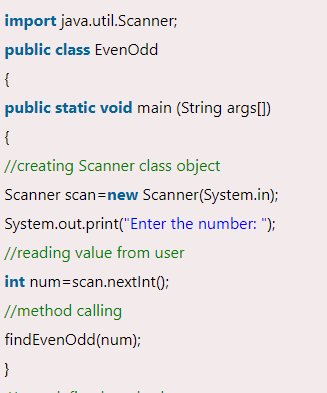 import java.util.Scanner;
public class EvenOdd
{
public static void main (String args[])
{
//creating Scanner class object
Scanner scan=new Scanner(System.in);
System.out.print("Enter the number: ");
//reading value from user
int num=scan.nextInt();
//method calling
findEvenOdd(num);
}